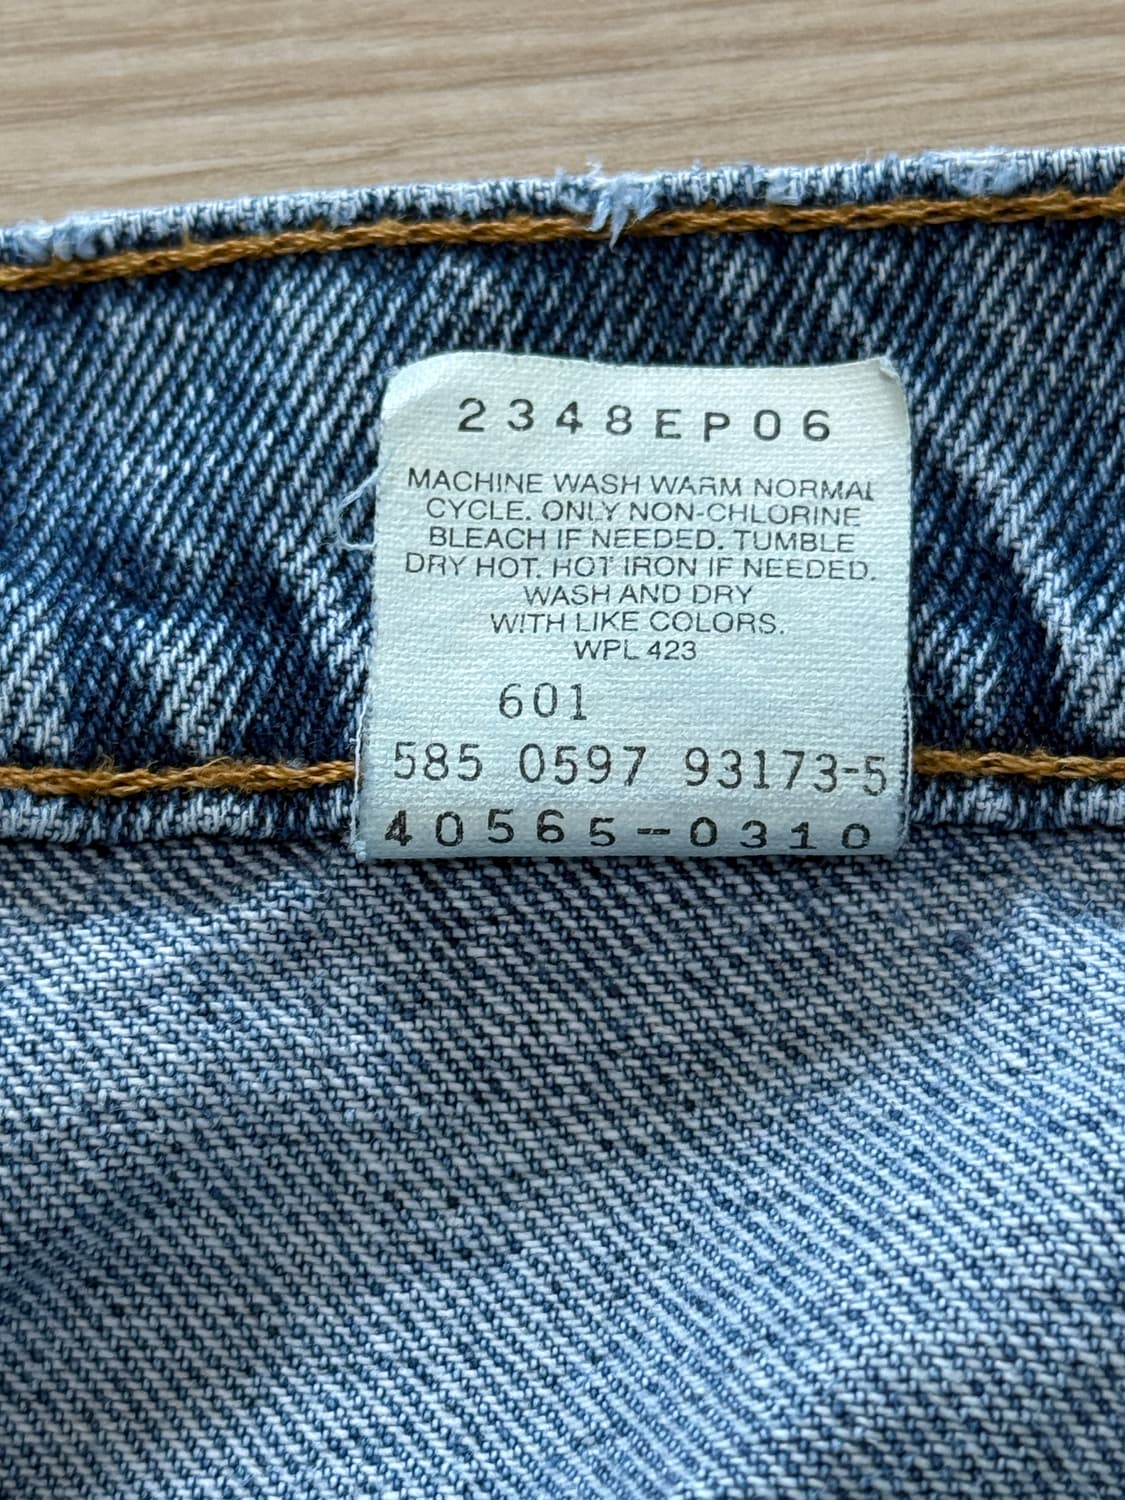 2348EP06
MACHINE WASH WARM NORMAL
CYCLE. ONLY NON-CHLORINE
BLEACH IF NEEDED. TUMBLE
DRY HOT. HOT IRON IF NEEDED.
WASH AND DRY
WITH LIKE COLORS.
WPL 423
601
585 0597 93173-5
40565-0310